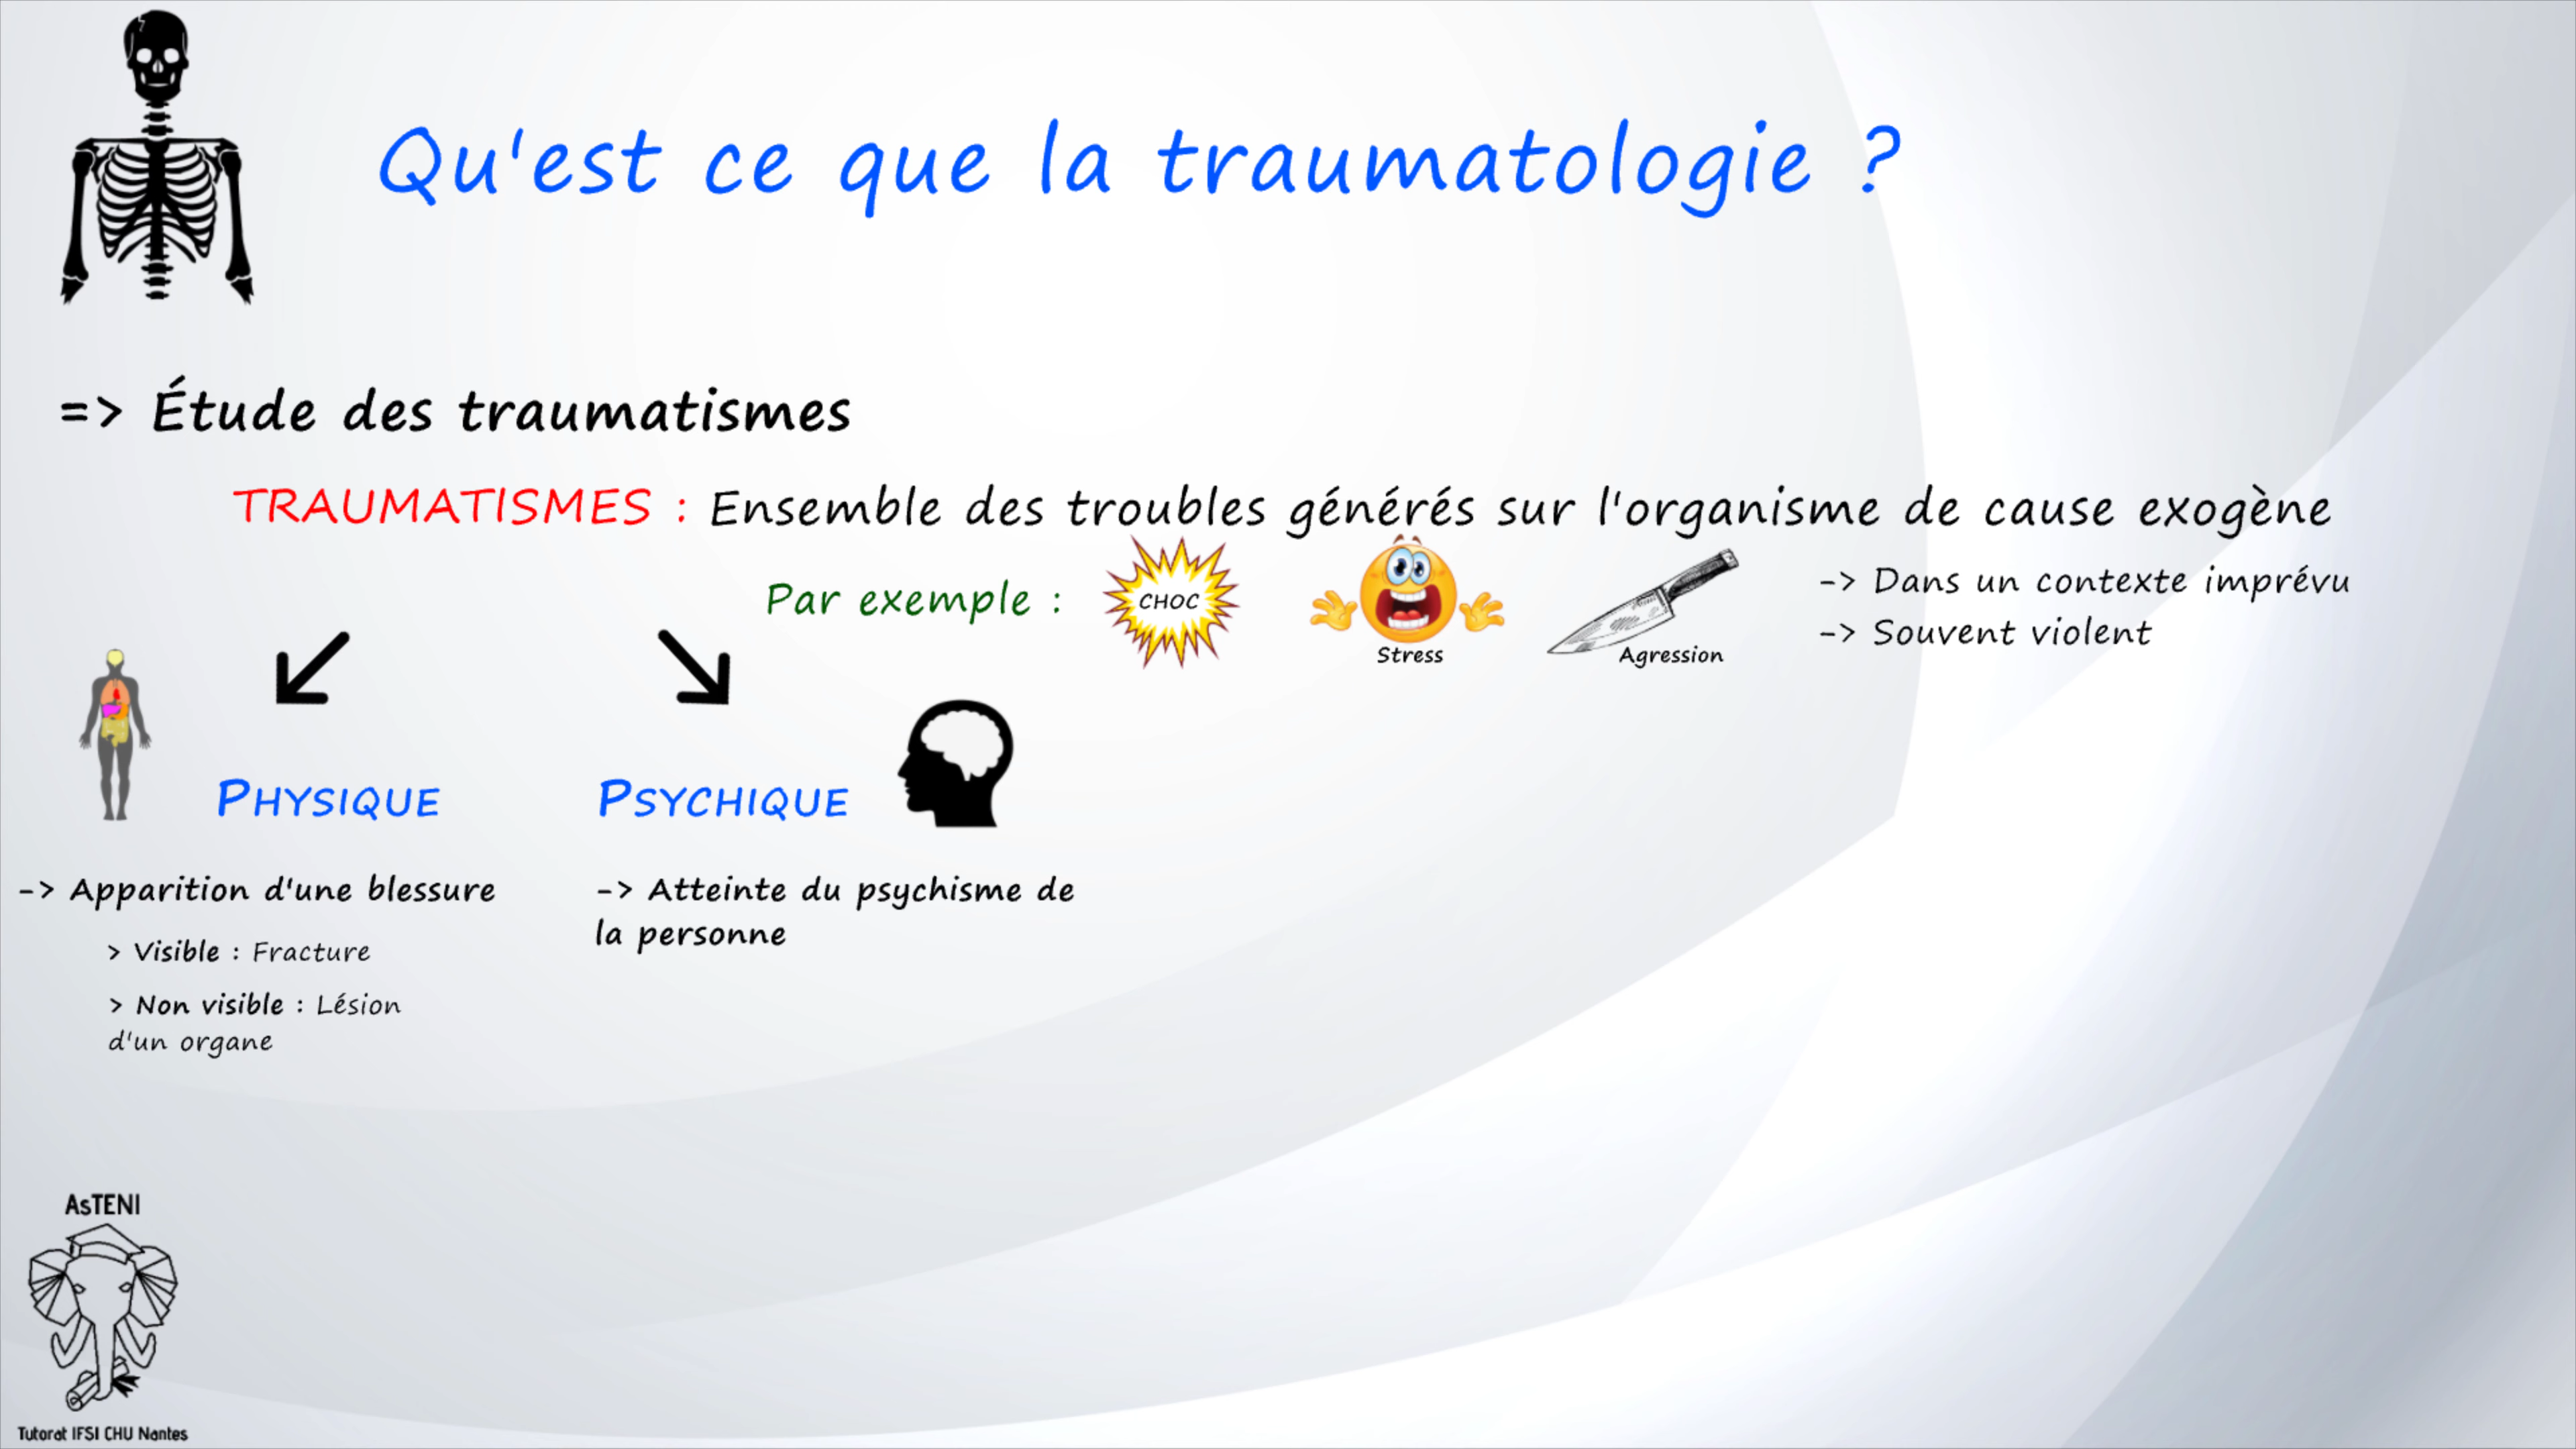 Qu'est ce que la traumatologie ?
=> Étude des traumatismes
TRAUMATISMES : Ensemble des troubles générés sur l'organisme de cause exogène
Par exemple :
CHOC
Stress
Agression
-> Dans un contexte imprévu
-> Souvent violent
PHYSIQUE
-> Apparition d'une blessure
> Visible : Fracture
> Non visible : Lésion
d'un organe
PSYCHIQUE
-> Atteinte du psychisme de
la personne
AsTENI
Tutorat IFSI CHU Nantes